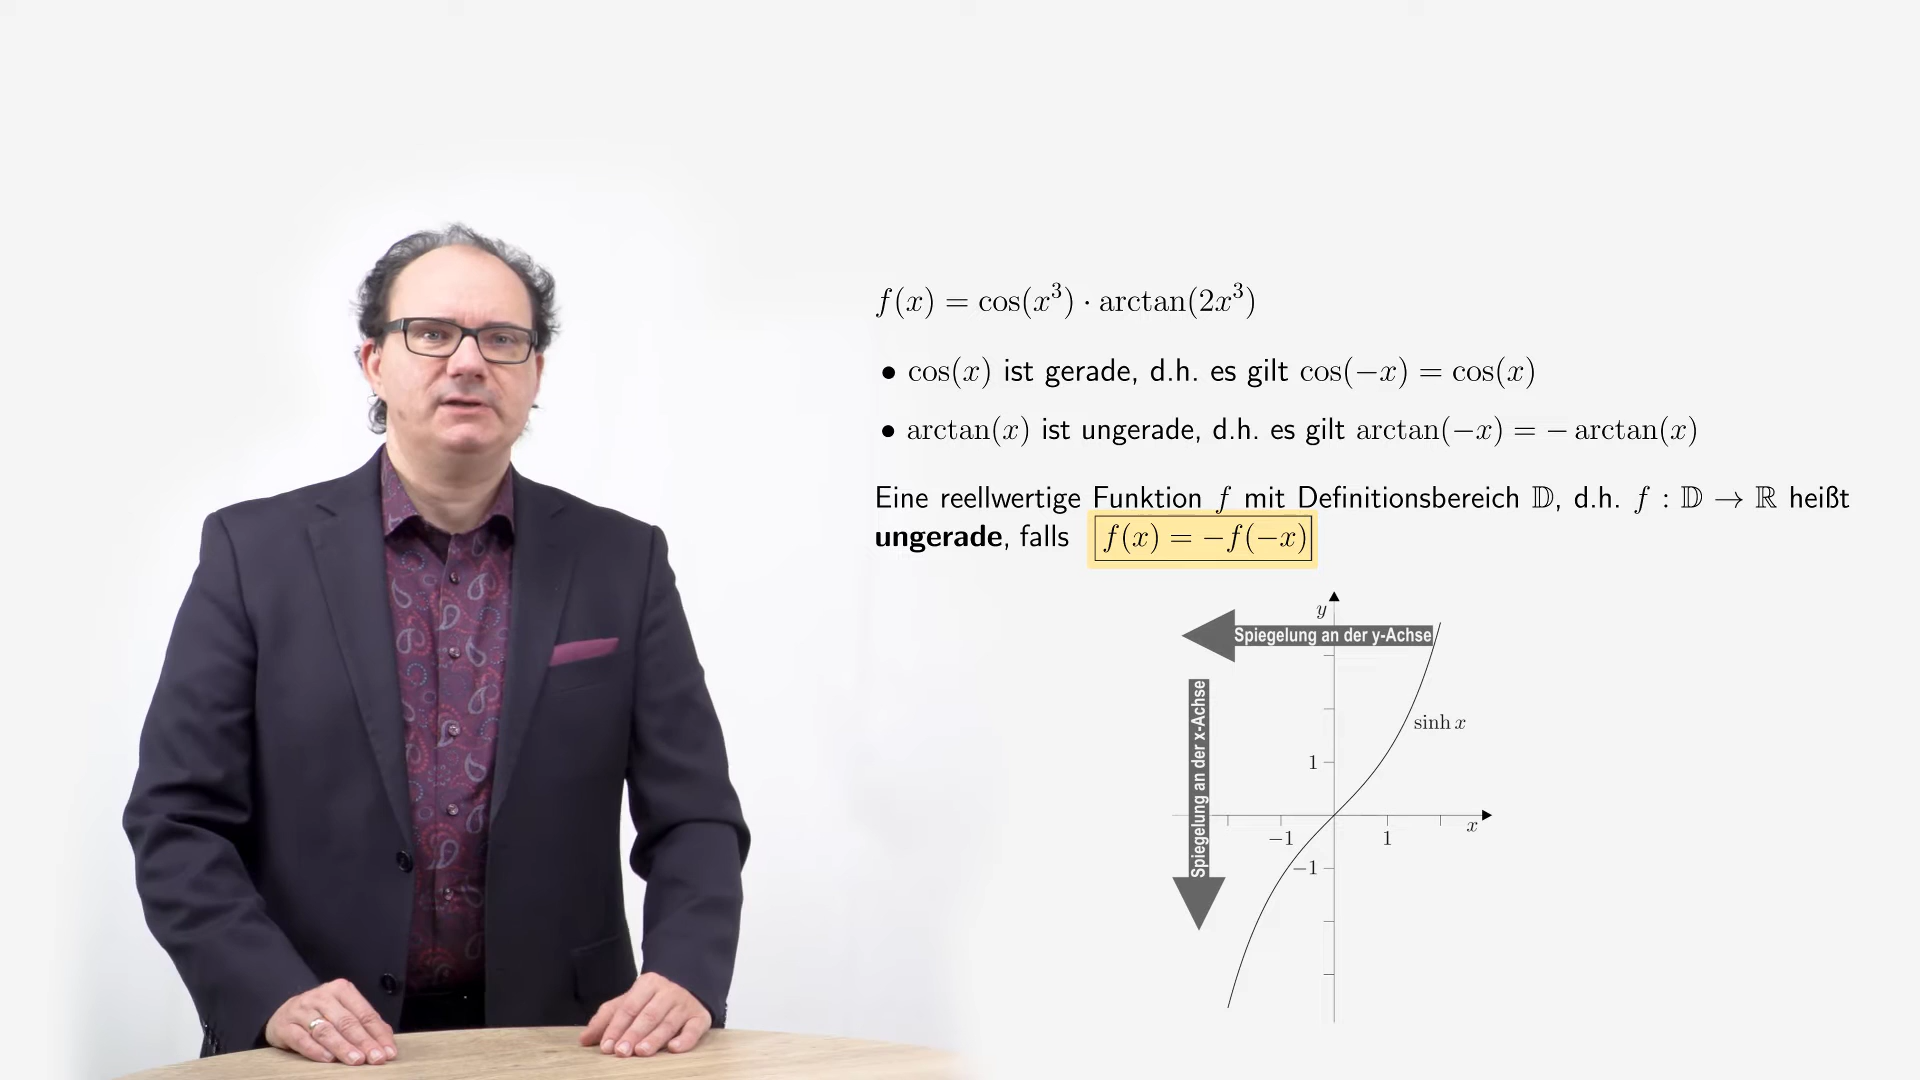 f(x) = cos(x³) · arctan(2x³)
• cos(x) ist gerade, d.h. es gilt cos(−x) = cos(x)
• arctan(x) ist ungerade, d.h. es gilt arctan(−x) = − arctan(x)
Eine reellwertige Funktion f mit Definitionsbereich 𝔻, d.h. f : 𝔻 → ℝ heißt
ungerade, falls f(x) = −f(−x)
y
Spiegelung an der y-Achse
Spiegelung an der x-Achse
sinh x
1
−1
1
x
−1